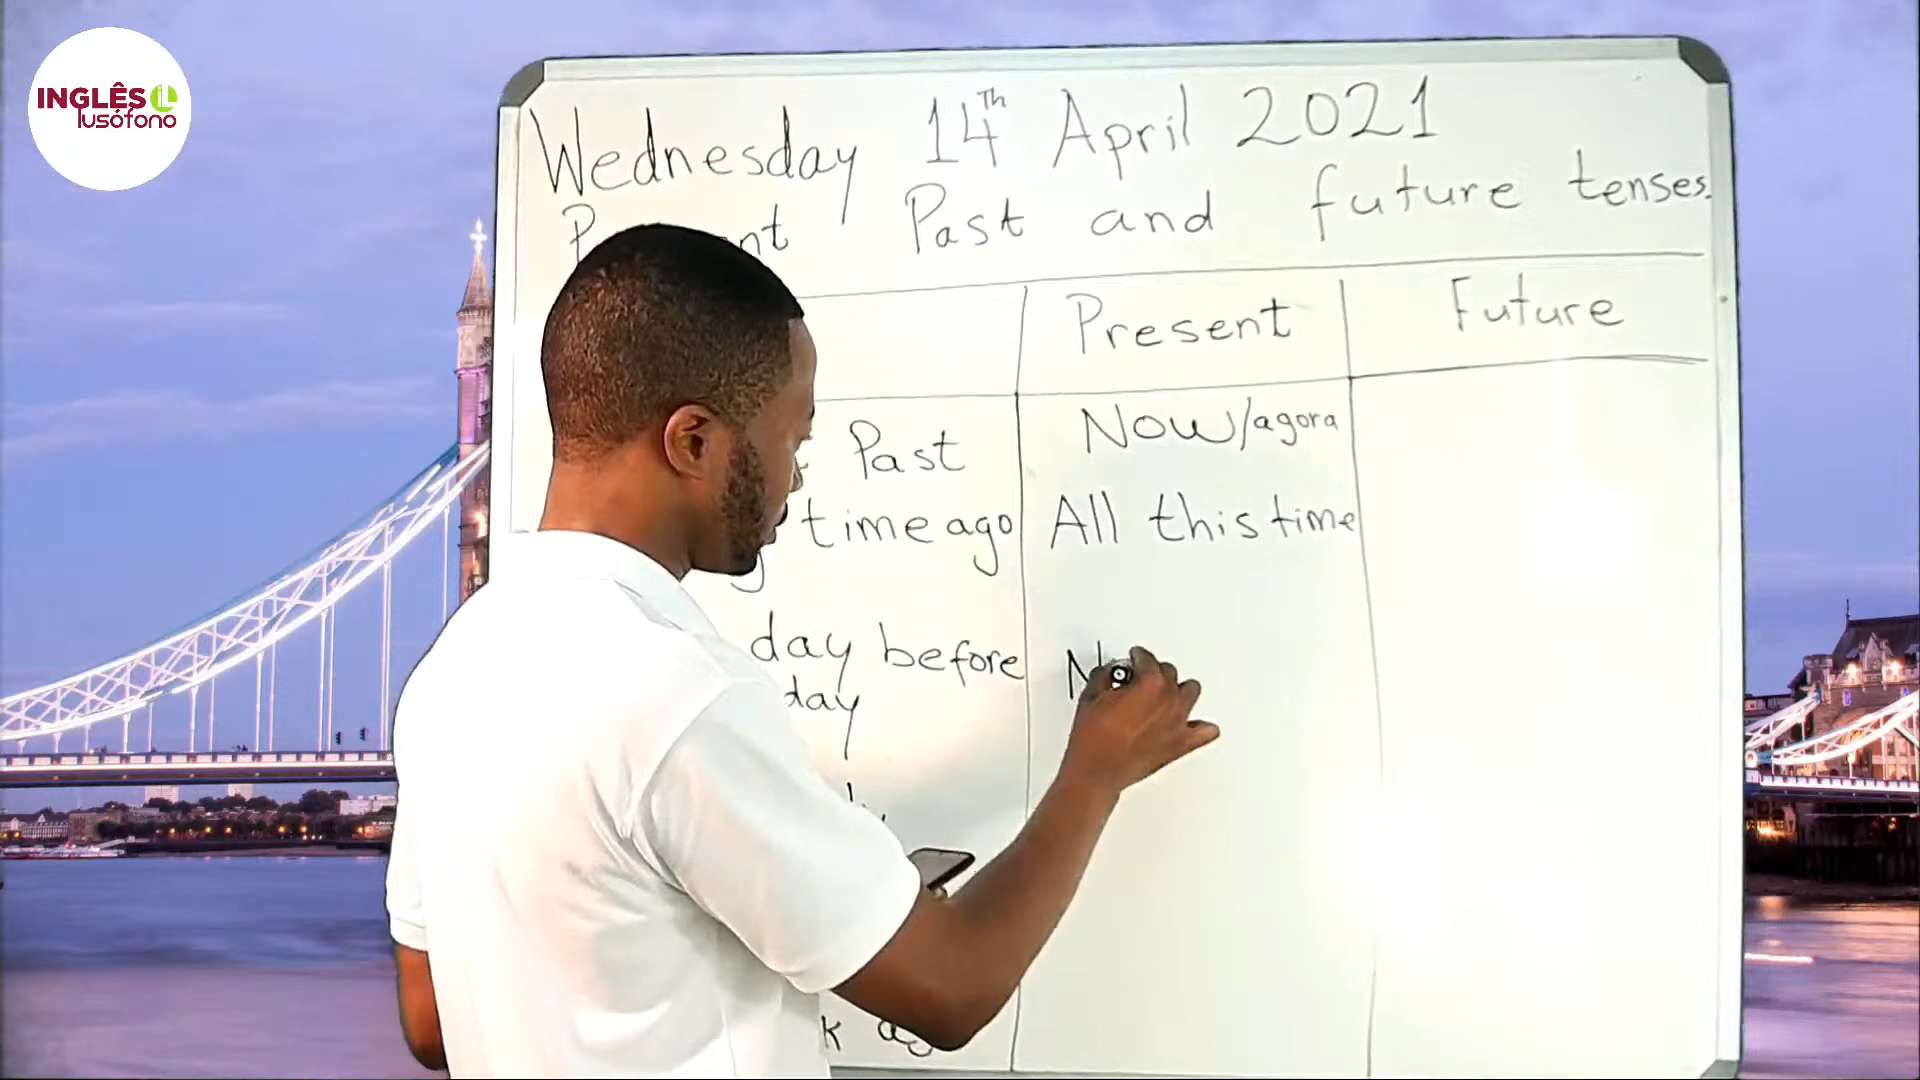 INGLÊS
lusófono
Wednesday 14Th April 2021
Past and future tenses.
Present
Future
Past
Now/agora
time ago
All this time
day before
day